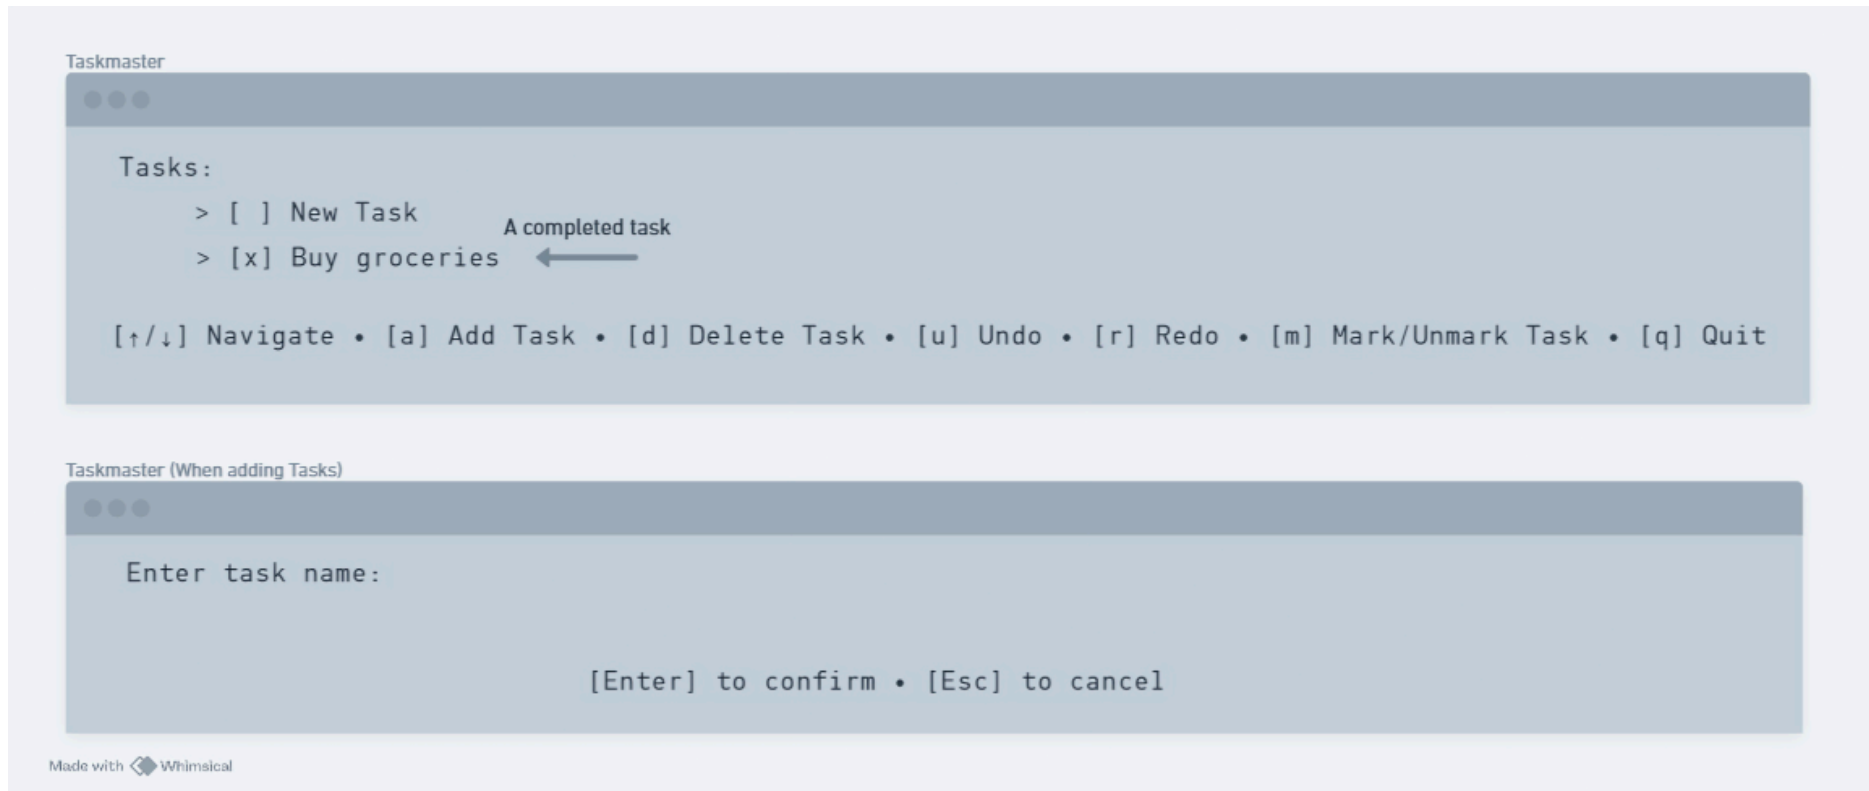 Taskmaster
Tasks:
> [ ] New Task
A completed task
> [x] Buy groceries
[↑/↓] Navigate • [a] Add Task • [d] Delete Task • [u] Undo • [r] Redo • [m] Mark/Unmark Task • [q] Quit
Taskmaster (When adding Tasks)
Enter task name:
[Enter] to confirm • [Esc] to cancel
Made with Whimsical